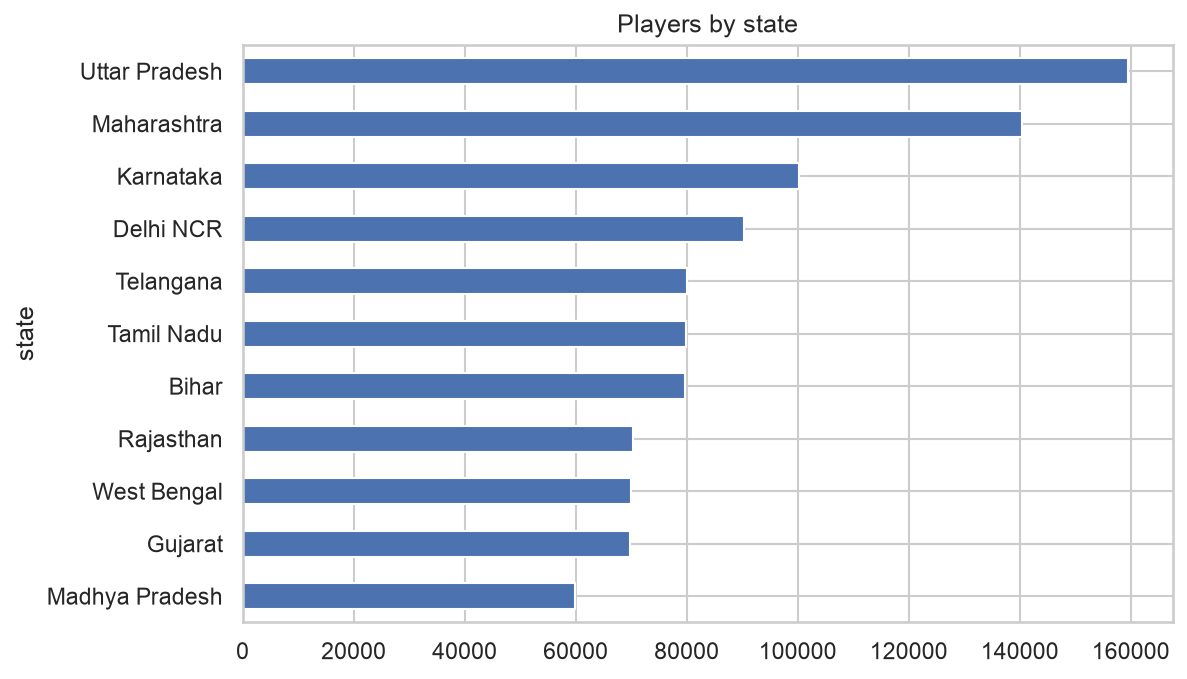 Players by state
Uttar Pradesh
Maharashtra
Karnataka
Delhi NCR
Telangana
Tamil Nadu
Bihar
Rajasthan
West Bengal
Gujarat
Madhya Pradesh
state
0 20000 40000 60000 80000 100000 120000 140000 160000